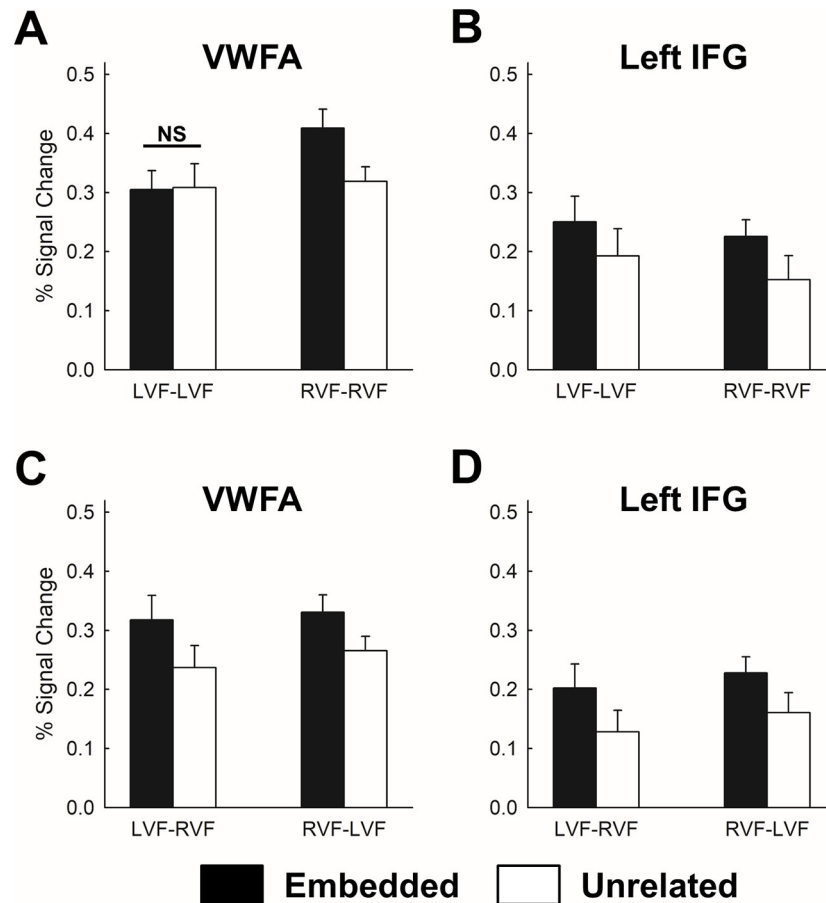 A
VWFA
% Signal Change
0.5
0.4
0.3
0.2
0.1
0.0
NS
LVF-LVF
RVF-RVF
B
Left IFG
0.5
0.4
0.3
0.2
0.1
0.0
LVF-LVF
RVF-RVF
C
VWFA
% Signal Change
0.5
0.4
0.3
0.2
0.1
0.0
LVF-RVF
RVF-LVF
D
Left IFG
0.5
0.4
0.3
0.2
0.1
0.0
LVF-RVF
RVF-LVF
Embedded
Unrelated